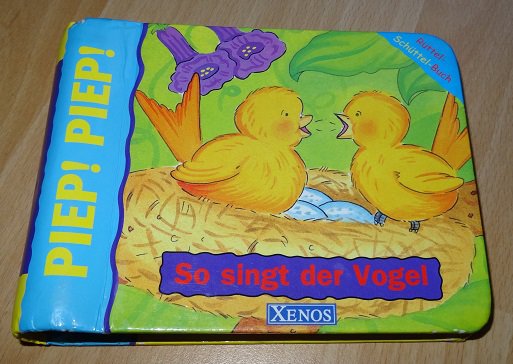 PIEP! PIEP!
Rüttel-
Schüttel-Buch
So singt der Vogel
XENOS